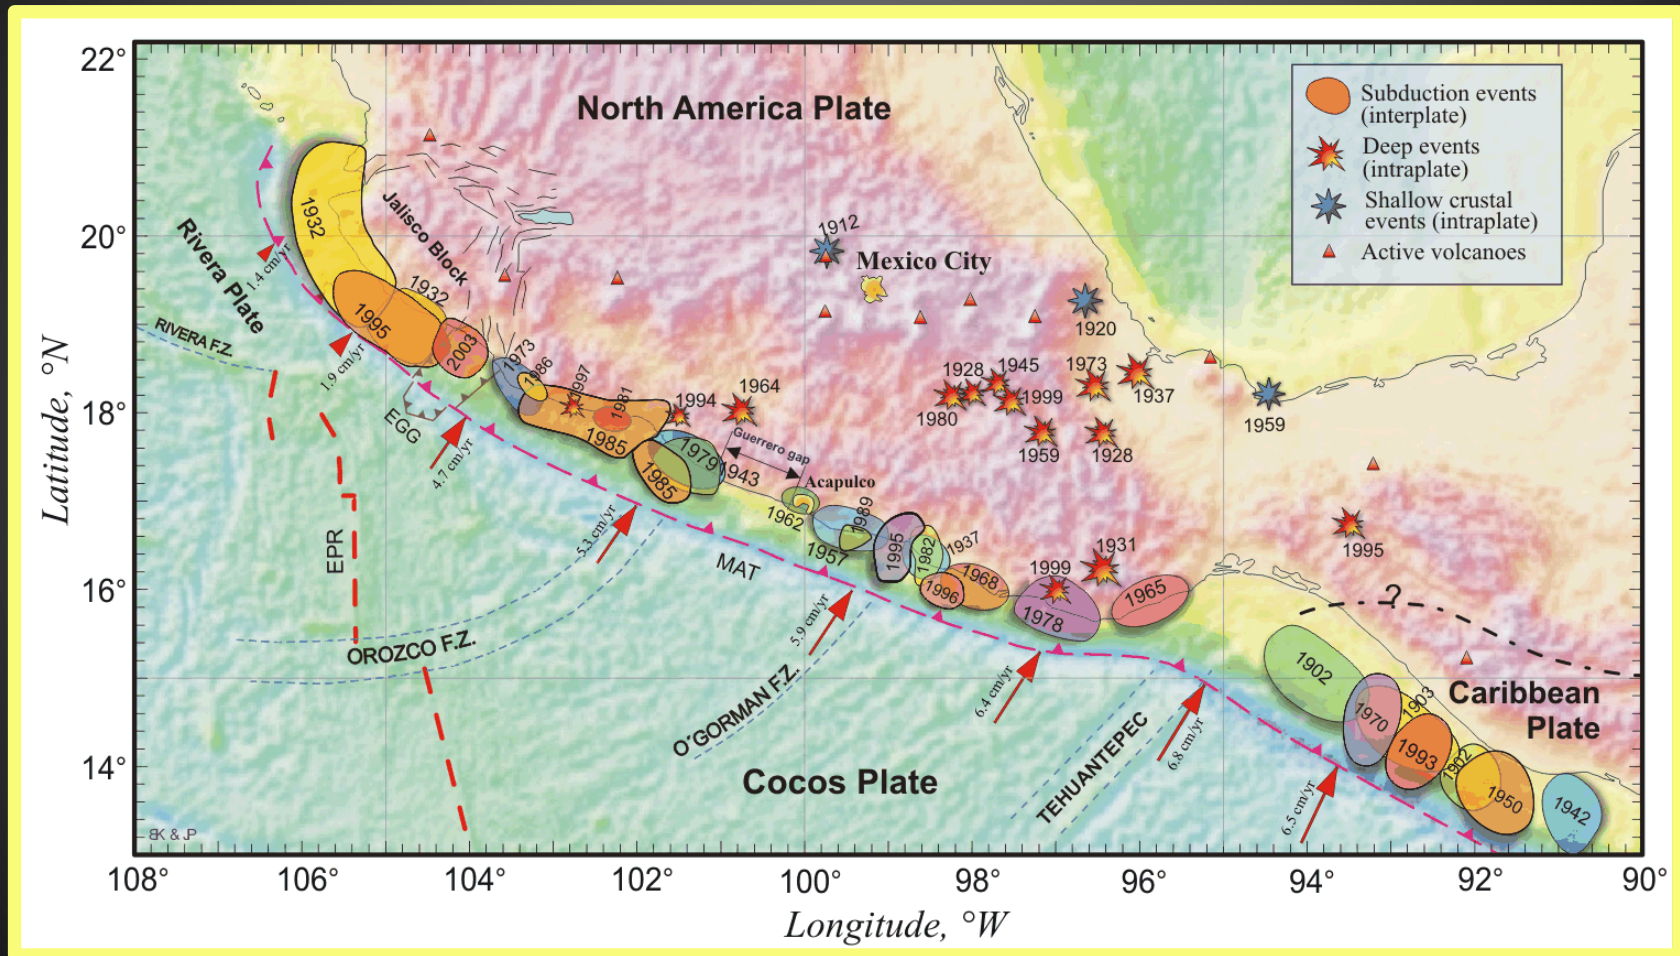 22°
20°
18°
16°
14°
Latitude, °N
108°
106°
104°
102°
100°
98°
96°
94°
92°
90°
Longitude, °W
North America Plate
Subduction events
(interplate)
Deep events
(intraplate)
Shallow crustal
events (intraplate)
Active volcanoes
Rivera Plate
Jalisco Block
RIVERA F.Z.
1.4 cm/yr
1.9 cm/yr
4.7 cm/yr
5.3 cm/yr
5.9 cm/yr
6.4 cm/yr
6.8 cm/yr
6.5 cm/yr
1932
1995
1932
2003
1973
1986
1997
1981
1985
1985
1994
1964
1979
1943
EGG
Guerrero gap
Acapulco
1962
1957
1989
1995
1982
1937
1996
1968
1999
1978
1931
1965
1912
Mexico City
1920
1928
1945
1980
1999
1973
1937
1959
1928
1959
1995
?
1902
1970
1903
1993
1902
1950
1942
Caribbean
Plate
EPR
MAT
OROZCO F.Z.
O'GORMAN F.Z.
TEHUANTEPEC
Cocos Plate
BK & JP